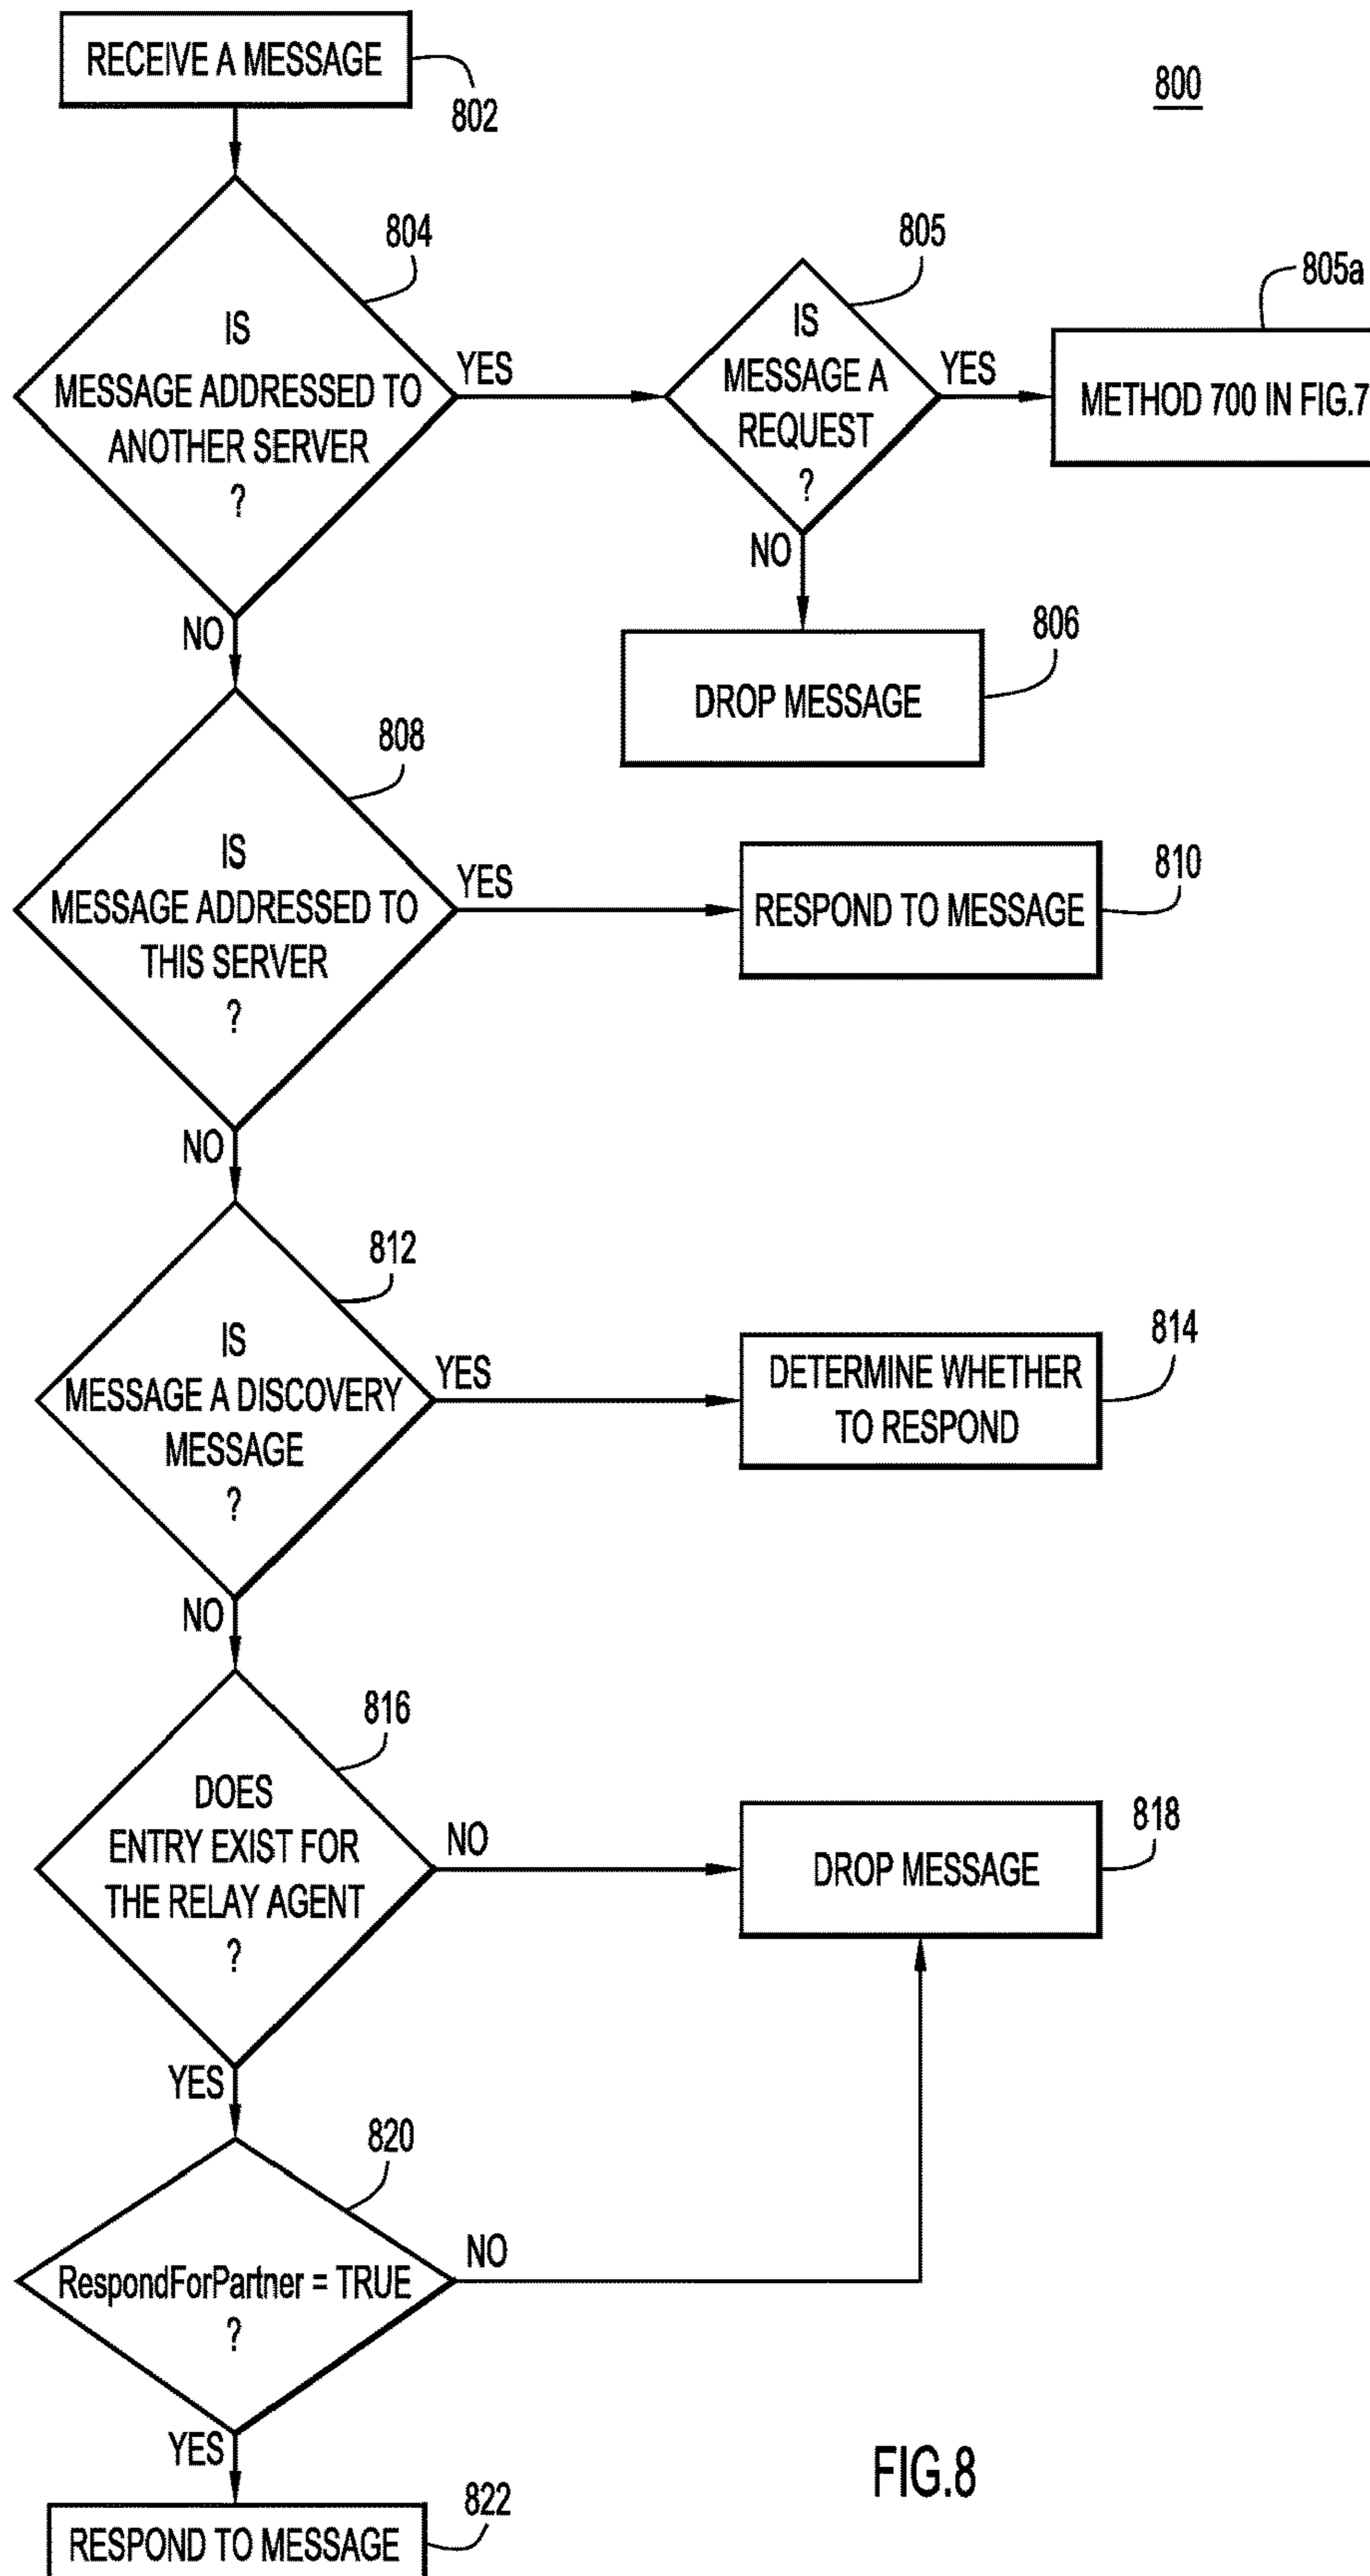 RECEIVE A MESSAGE
802
800
804
IS
MESSAGE ADDRESSED TO
ANOTHER SERVER
?
YES
NO
805
IS
MESSAGE A
REQUEST
?
YES
NO
805a
METHOD 700 IN FIG.7
806
DROP MESSAGE
808
IS
MESSAGE ADDRESSED TO
THIS SERVER
?
YES
NO
810
RESPOND TO MESSAGE
812
IS
MESSAGE A DISCOVERY
MESSAGE
?
YES
NO
814
DETERMINE WHETHER
TO RESPOND
816
DOES
ENTRY EXIST FOR
THE RELAY AGENT
?
NO
YES
818
DROP MESSAGE
820
RespondForPartner = TRUE
?
NO
YES
822
RESPOND TO MESSAGE
FIG.8